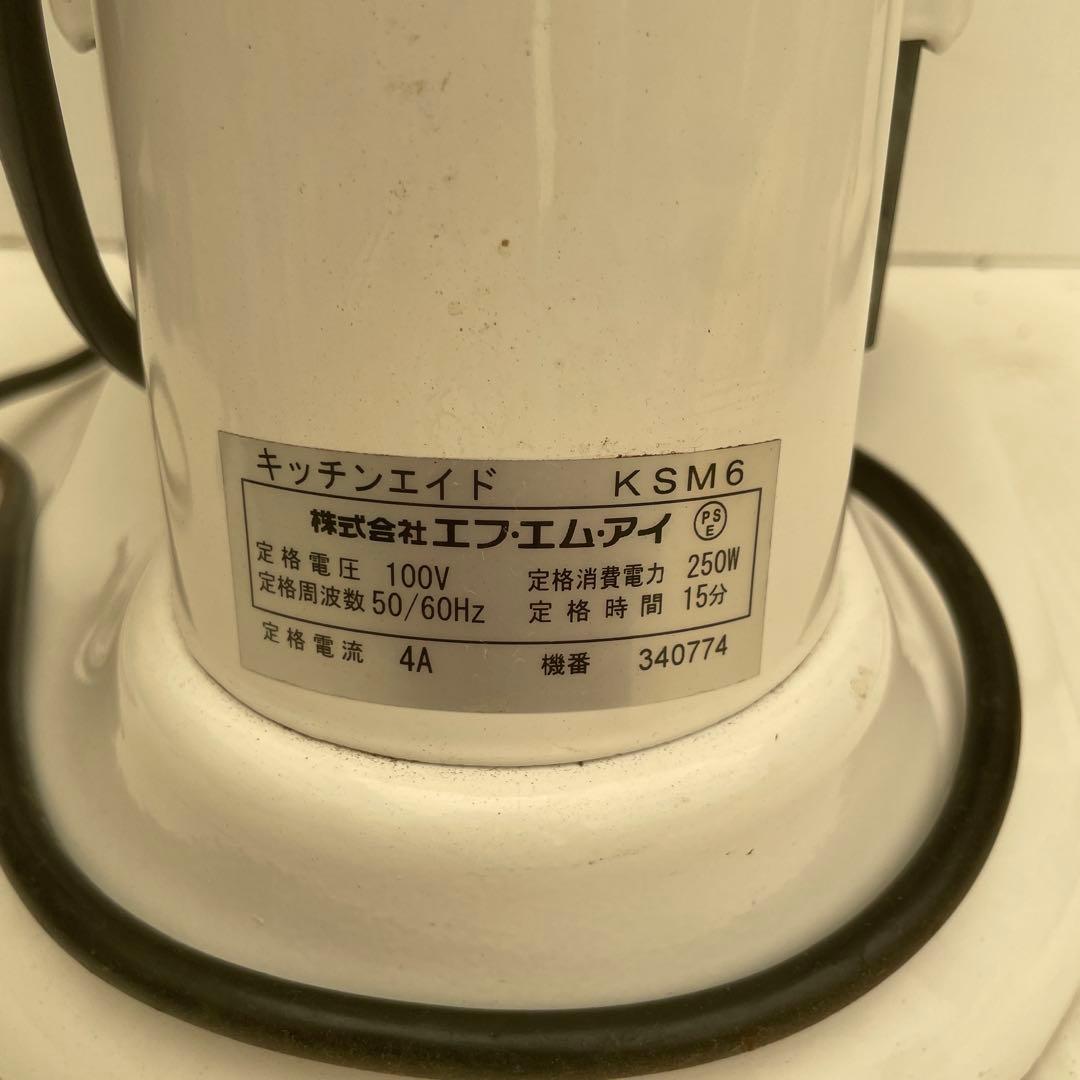 キッチンエイド KSM6
株式会社エフ・エム・アイ PSE
定格電圧 100V 定格消費電力 250W
定格周波数 50/60Hz 定格時間 15分
定格電流 4A 機番 340774